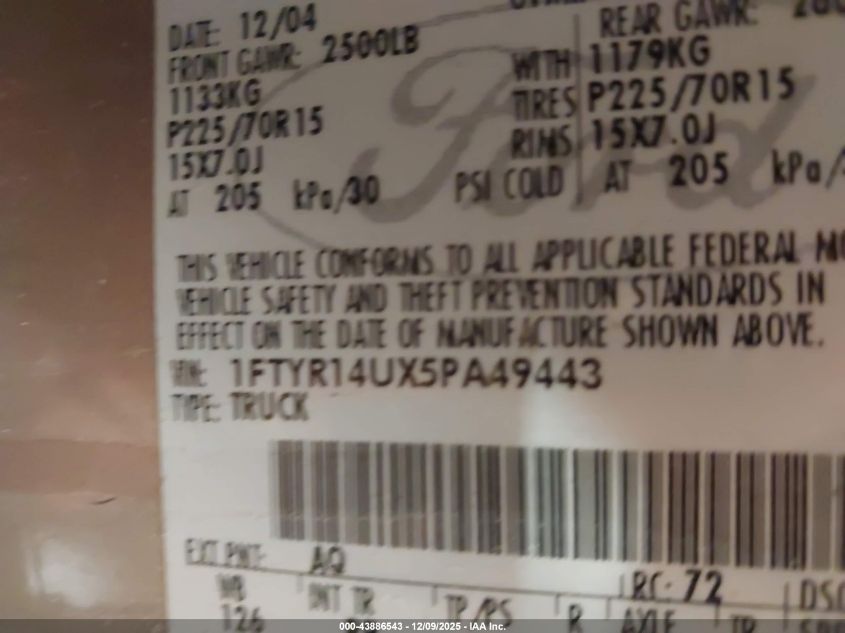 DATE: 12/04
FRONT GAWR: 2500LB
1133KG
P225/70R15
15X7.0J
AT 205 kPa/30 PSI COLD
REAR GAWR:
WITH 1179KG
TIRES P225/70R15
RIMS 15X7.0J
AT 205 kPa/
Ford
THIS VEHICLE CONFORMS TO ALL APPLICABLE FEDERAL MO
VEHICLE SAFETY AND THEFT PREVENTION STANDARDS IN
EFFECT ON THE DATE OF MANUFACTURE SHOWN ABOVE.
VIN: 1FTYR14UX5PA49443
TYPE: TRUCK
EXT PNT: AQ
RC: 72
DSO
WB INT TR TP/PS R AXLE TR
126
000-43886543 - 12/09/2025 - IAA Inc.